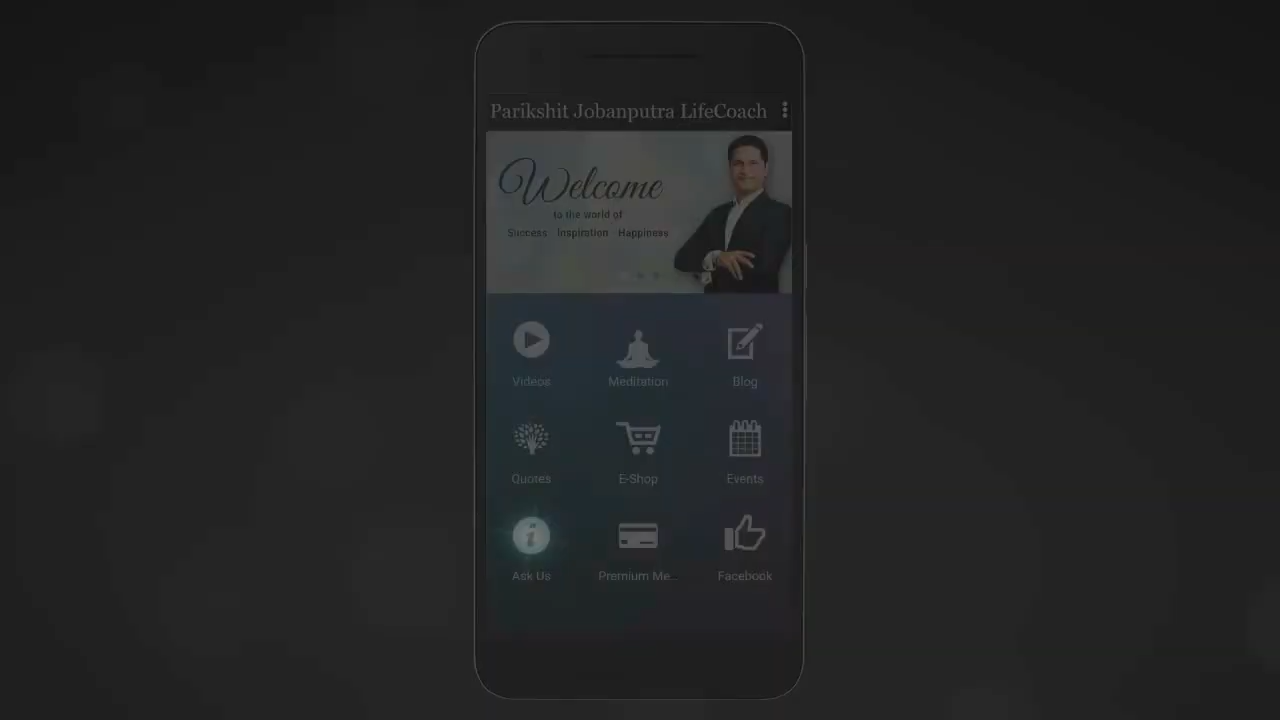 Parikshit Jobanputra LifeCoach
Welcome
to the world of
Success Inspiration Happiness
Videos
Meditation
Blog
Quotes
E-Shop
Events
Ask Us
Premium Me...
Facebook